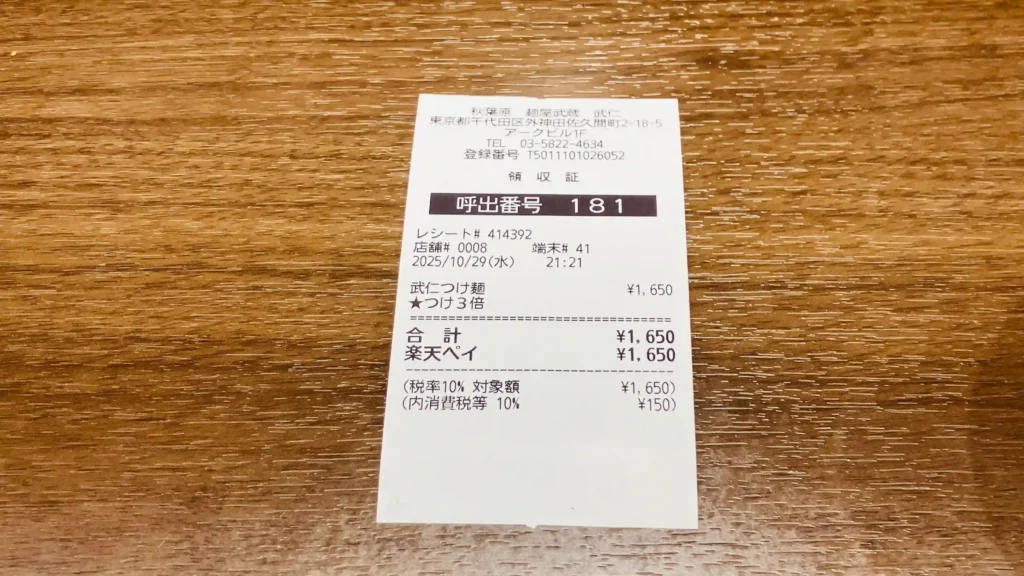 秋葉原　麺屋武蔵　武仁
東京都千代田区外神田佐久間町2-18-5
アークビル1F
TEL 03-5822-4634
登録番号 T5011101026052
領 収 証
呼出番号　181
レシート# 414392
店舗# 0008　端末# 41
2025/10/29(水)　21:21
武仁つけ麺　¥1,650
★つけ3倍
合 計　¥1,650
楽天ペイ　¥1,650
(税率10% 対象額　¥1,650)
(内消費税等 10%　¥150)